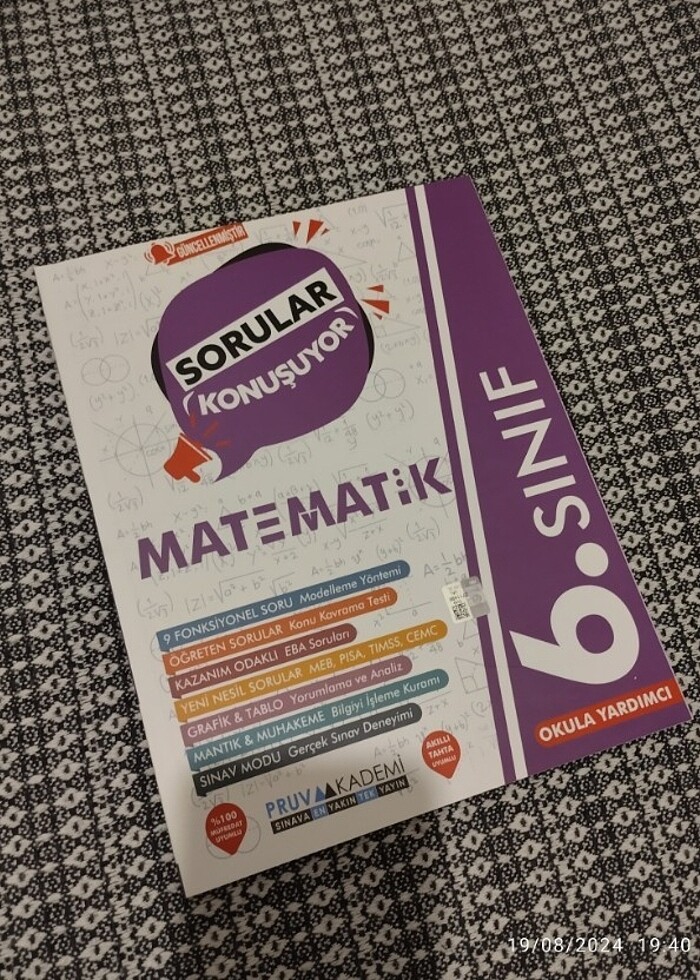 GÜNCELLENMİŞTİR
SORULAR
KONUŞUYOR
MATEMATİK
6. SINIF
9 FONKSİYONEL SORU Modelleme Yöntemi
ÖĞRETEN SORULAR Konu Kavrama Testi
KAZANIM ODAKLI EBA Soruları
YENİ NESİL SORULAR MEB, PISA, TIMSS, CEMC
GRAFİK & TABLO Yorumlama ve Analiz
MANTIK & MUHAKEME Bilgiyi İşleme Kuramı
SINAV MODU Gerçek Sınav Deneyimi
OKULA YARDIMCI
AKILLI
TAHTA
UYUMLU
%100
MÜFREDAT
UYUMLU
PRUVA AKADEMİ
SINAVA EN YAKIN TEK YAYIN
19/08/2024 19:40